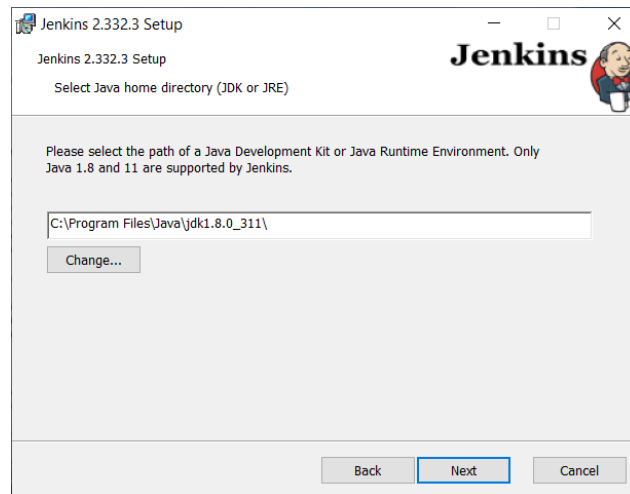 Jenkins 2.332.3 Setup
Jenkins 2.332.3 Setup
Jenkins
Select Java home directory (JDK or JRE)
Please select the path of a Java Development Kit or Java Runtime Environment. Only
Java 1.8 and 11 are supported by Jenkins.
C:\Program Files\Java\jdk1.8.0_311\
Change...
Back
Next
Cancel